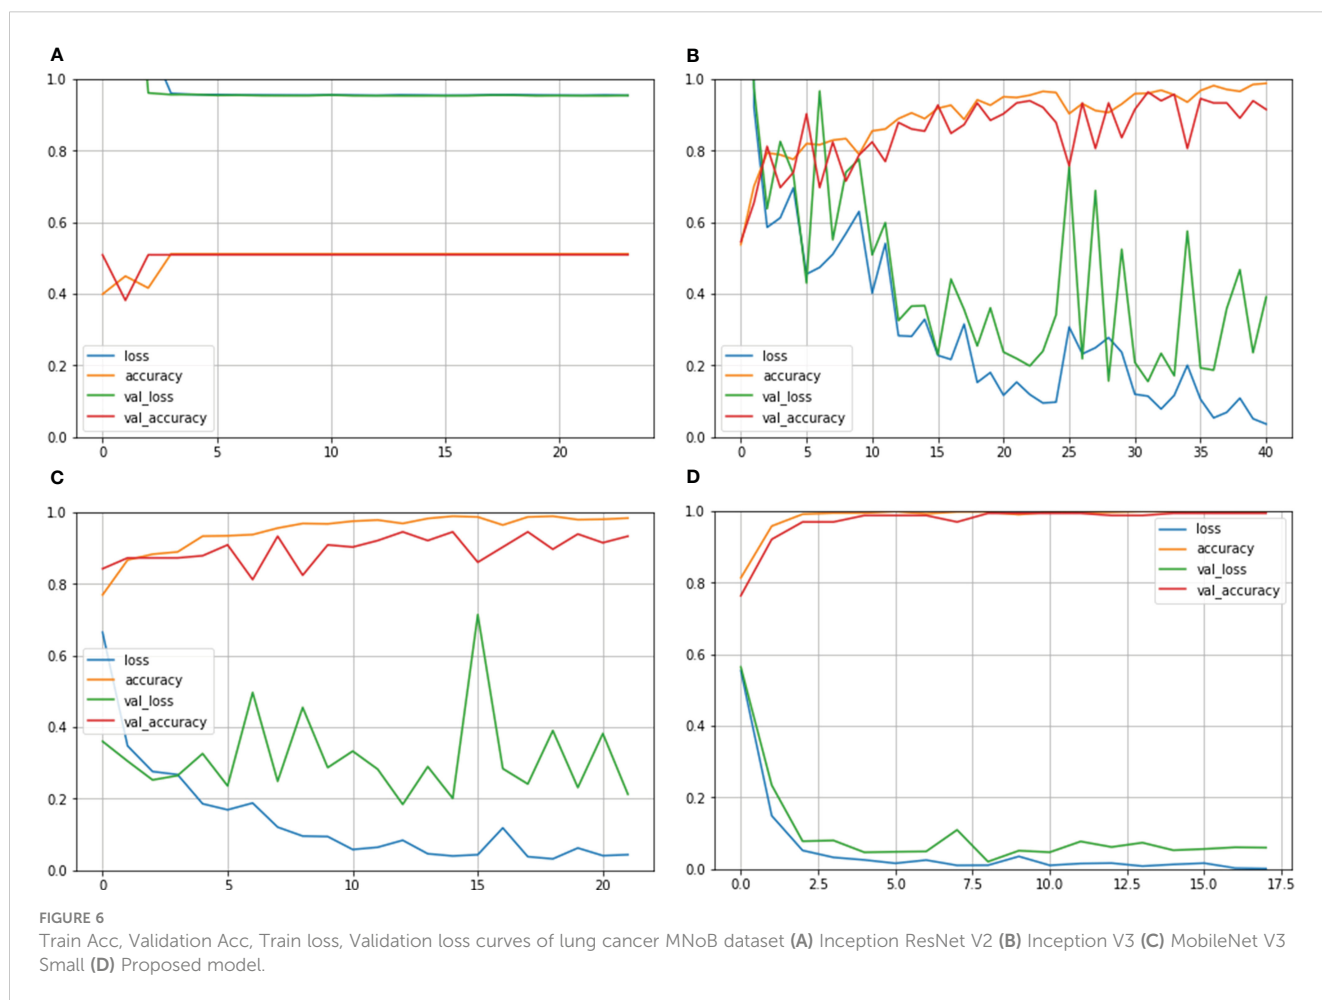 A
1.0
0.8
0.6
0.4
0.2
0.0
loss
accuracy
val_loss
val_accuracy
0 5 10 15 20
B
1.0
0.8
0.6
0.4
0.2
0.0
loss
accuracy
val_loss
val_accuracy
0 5 10 15 20 25 30 35 40
C
1.0
0.8
0.6
0.4
0.2
0.0
loss
accuracy
val_loss
val_accuracy
0 5 10 15 20
D
1.0
0.8
0.6
0.4
0.2
0.0
loss
accuracy
val_loss
val_accuracy
0.0 2.5 5.0 7.5 10.0 12.5 15.0 17.5
FIGURE 6
Train Acc, Validation Acc, Train loss, Validation loss curves of lung cancer MNoB dataset (A) Inception ResNet V2 (B) Inception V3 (C) MobileNet V3
Small (D) Proposed model.